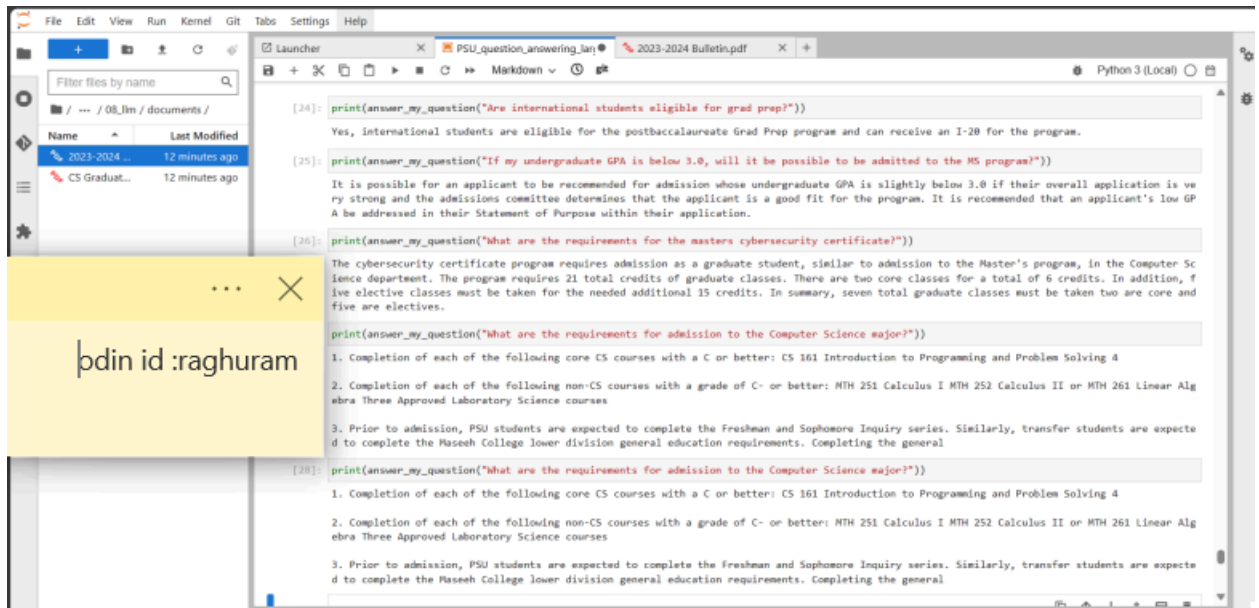 File Edit View Run Kernel Git Tabs Settings Help
Launcher
PSU_question_answering_lan
2023-2024 Bulletin.pdf
Markdown
Python 3 (Local)
Filter files by name
/ ··· / 08_llm / documents /
Name Last Modified
2023-2024 ... 12 minutes ago
CS Graduat... 12 minutes ago
odin id :raghuram
[24]: print(answer_my_question("Are international students eligible for grad prep?"))
Yes, international students are eligible for the postbaccalaureate Grad Prep program and can receive an I-20 for the program.
[25]: print(answer_my_question("If my undergraduate GPA is below 3.0, will it be possible to be admitted to the MS program?"))
It is possible for an applicant to be recommended for admission whose undergraduate GPA is slightly below 3.0 if their overall application is ve
ry strong and the admissions committee determines that the applicant is a good fit for the program. It is recommended that an applicant's low GP
A be addressed in their Statement of Purpose within their application.
[26]: print(answer_my_question("What are the requirements for the masters cybersecurity certificate?"))
The cybersecurity certificate program requires admission as a graduate student, similar to admission to the Master's program, in the Computer Sc
ience department. The program requires 21 total credits of graduate classes. There are two core classes for a total of 6 credits. In addition, f
ive elective classes must be taken for the needed additional 15 credits. In summary, seven total graduate classes must be taken two are core and
five are electives.
print(answer_my_question("What are the requirements for admission to the Computer Science major?"))
1. Completion of each of the following core CS courses with a C or better: CS 161 Introduction to Programming and Problem Solving 4
2. Completion of each of the following non-CS courses with a grade of C- or better: MTH 251 Calculus I MTH 252 Calculus II or MTH 261 Linear Alg
ebra Three Approved Laboratory Science courses
3. Prior to admission, PSU students are expected to complete the Freshman and Sophomore Inquiry series. Similarly, transfer students are expecte
d to complete the Maseeh College lower division general education requirements. Completing the general
[28]: print(answer_my_question("What are the requirements for admission to the Computer Science major?"))
1. Completion of each of the following core CS courses with a C or better: CS 161 Introduction to Programming and Problem Solving 4
2. Completion of each of the following non-CS courses with a grade of C- or better: MTH 251 Calculus I MTH 252 Calculus II or MTH 261 Linear Alg
ebra Three Approved Laboratory Science courses
3. Prior to admission, PSU students are expected to complete the Freshman and Sophomore Inquiry series. Similarly, transfer students are expecte
d to complete the Maseeh College lower division general education requirements. Completing the general